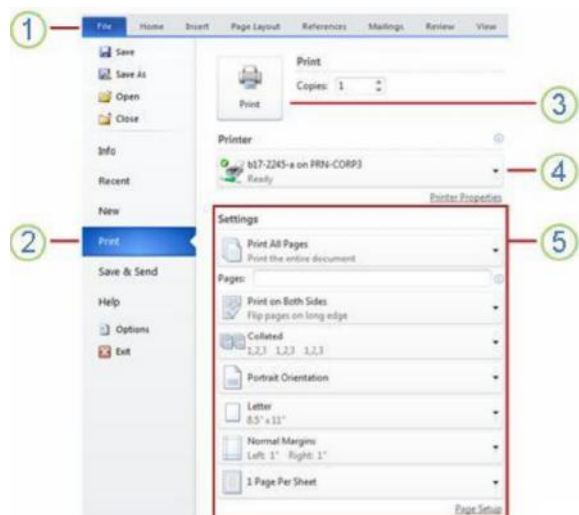 1
File Home Insert Page Layout References Mailings Review View
Save
Save As
Open
Close
Info
Recent
New
2
Print
Save & Send
Help
Options
Exit
Print
Print
Copies: 1
3
Printer
b17-2245-a on PRN-CORP3
Ready
4
Printer Properties
Settings
5
Print All Pages
Print the entire document
Pages:
Print on Both Sides
Flip pages on long edge
Collated
1,2,3 1,2,3 1,2,3
Portrait Orientation
Letter
8.5" x 11"
Normal Margins
Left: 1" Right: 1"
1 Page Per Sheet
Page Setup